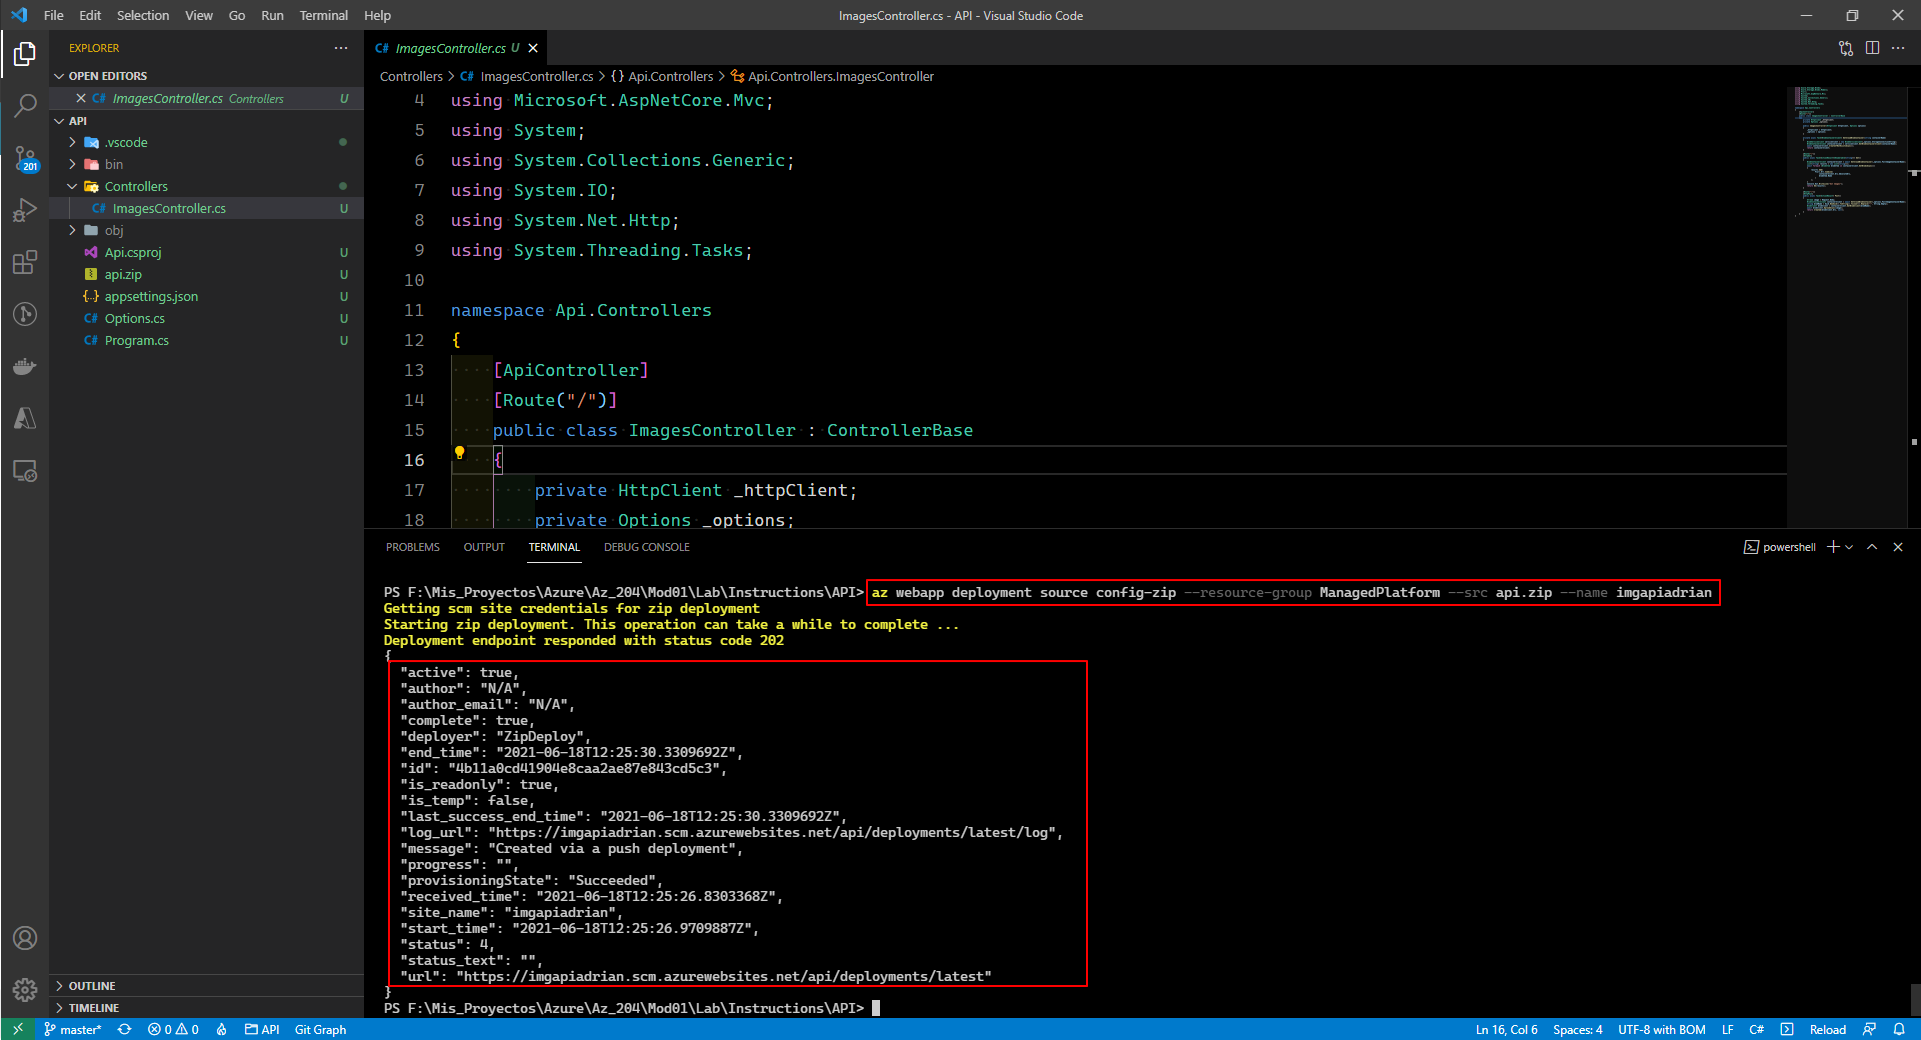 File Edit Selection View Go Run Terminal Help
ImagesController.cs - API - Visual Studio Code
EXPLORER
OPEN EDITORS
C# ImagesController.cs Controllers U
API
.vscode
bin
Controllers
C# ImagesController.cs U
obj
Api.csproj U
api.zip U
{..} appsettings.json U
C# Options.cs U
C# Program.cs U
201
OUTLINE
TIMELINE
C# ImagesController.cs U
Controllers > C# ImagesController.cs > {} Api.Controllers > Api.Controllers.ImagesController
4 using Microsoft.AspNetCore.Mvc;
5 using System;
6 using System.Collections.Generic;
7 using System.IO;
8 using System.Net.Http;
9 using System.Threading.Tasks;
10
11 namespace Api.Controllers
12 {
13 [ApiController]
14 [Route("/")]
15 public class ImagesController : ControllerBase
16 {
17 private HttpClient _httpClient;
18 private Options _options;
PROBLEMS OUTPUT TERMINAL DEBUG CONSOLE
powershell
PS F:\Mis_Proyectos\Azure\Az_204\Mod01\Lab\Instructions\API> az webapp deployment source config-zip --resource-group ManagedPlatform --src api.zip --name imgapiadrian
Getting scm site credentials for zip deployment
Starting zip deployment. This operation can take a while to complete ...
Deployment endpoint responded with status code 202
{
"active": true,
"author": "N/A",
"author_email": "N/A",
"complete": true,
"deployer": "ZipDeploy",
"end_time": "2021-06-18T12:25:30.3309692Z",
"id": "4b11a0cd41904e8caa2ae87e843cd5c3",
"is_readonly": true,
"is_temp": false,
"last_success_end_time": "2021-06-18T12:25:30.3309692Z",
"log_url": "https://imgapiadrian.scm.azurewebsites.net/api/deployments/latest/log",
"message": "Created via a push deployment",
"progress": "",
"provisioningState": "Succeeded",
"received_time": "2021-06-18T12:25:26.8303368Z",
"site_name": "imgapiadrian",
"start_time": "2021-06-18T12:25:26.9709887Z",
"status": 4,
"status_text": "",
"url": "https://imgapiadrian.scm.azurewebsites.net/api/deployments/latest"
}
PS F:\Mis_Proyectos\Azure\Az_204\Mod01\Lab\Instructions\API>
master* 0 0 API Git Graph
Ln 16, Col 6 Spaces: 4 UTF-8 with BOM LF C# Reload